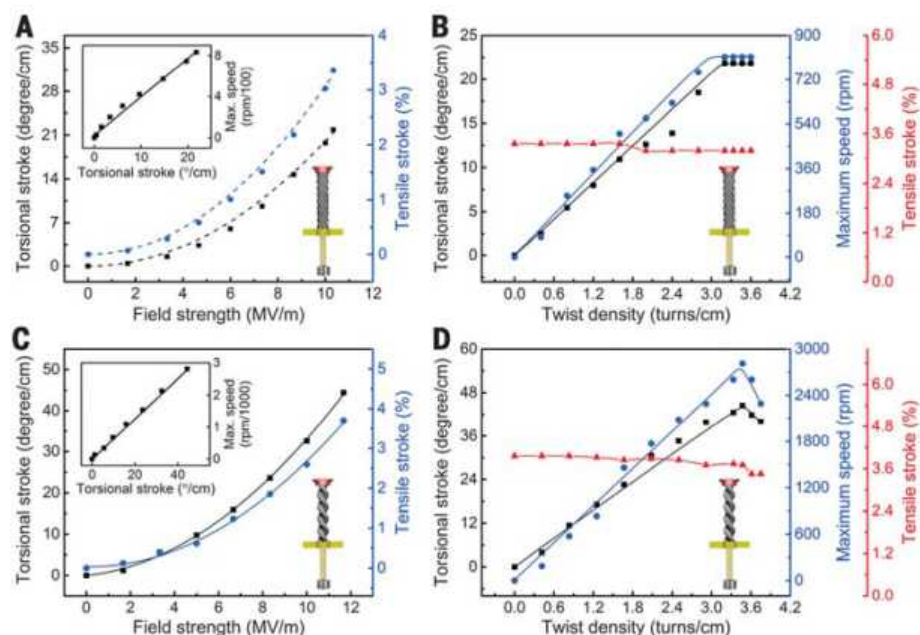 A
Torsional stroke (degree/cm)
35
28
21
14
7
0
Max. speed (rpm/100)
8
4
0
0 10 20
Torsional stroke (°/cm)
Tensile stroke (%)
4
3
2
1
0
0 2 4 6 8 10 12
Field strength (MV/m)
B
Torsional stroke (degree/cm)
25
20
15
10
5
0
Maximum speed (rpm)
900
720
540
360
180
0
Tensile stroke (%)
6.0
4.8
3.6
2.4
1.2
0.0
0.0 0.6 1.2 1.8 2.4 3.0 3.6 4.2
Twist density (turns/cm)
C
Torsional stroke (degree/cm)
50
40
30
20
10
0
Max. speed (rpm/1000)
3
2
1
0
0 20 40
Torsional stroke (°/cm)
Tensile stroke (%)
5
4
3
2
1
0
0 2 4 6 8 10 12
Field strength (MV/m)
D
Torsional stroke (degree/cm)
60
48
36
24
12
0
Maximum speed (rpm)
3000
2400
1800
1200
600
0
Tensile stroke (%)
6.0
4.8
3.6
2.4
1.2
0.0
0.0 0.6 1.2 1.8 2.4 3.0 3.6 4.2
Twist density (turns/cm)